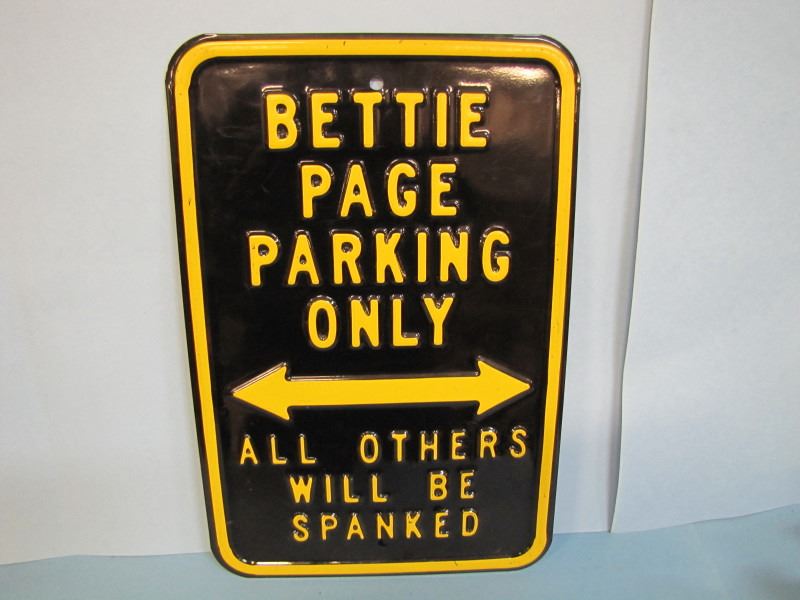 BETTIE
PAGE
PARKING
ONLY
ALL OTHERS
WILL BE
SPANKED